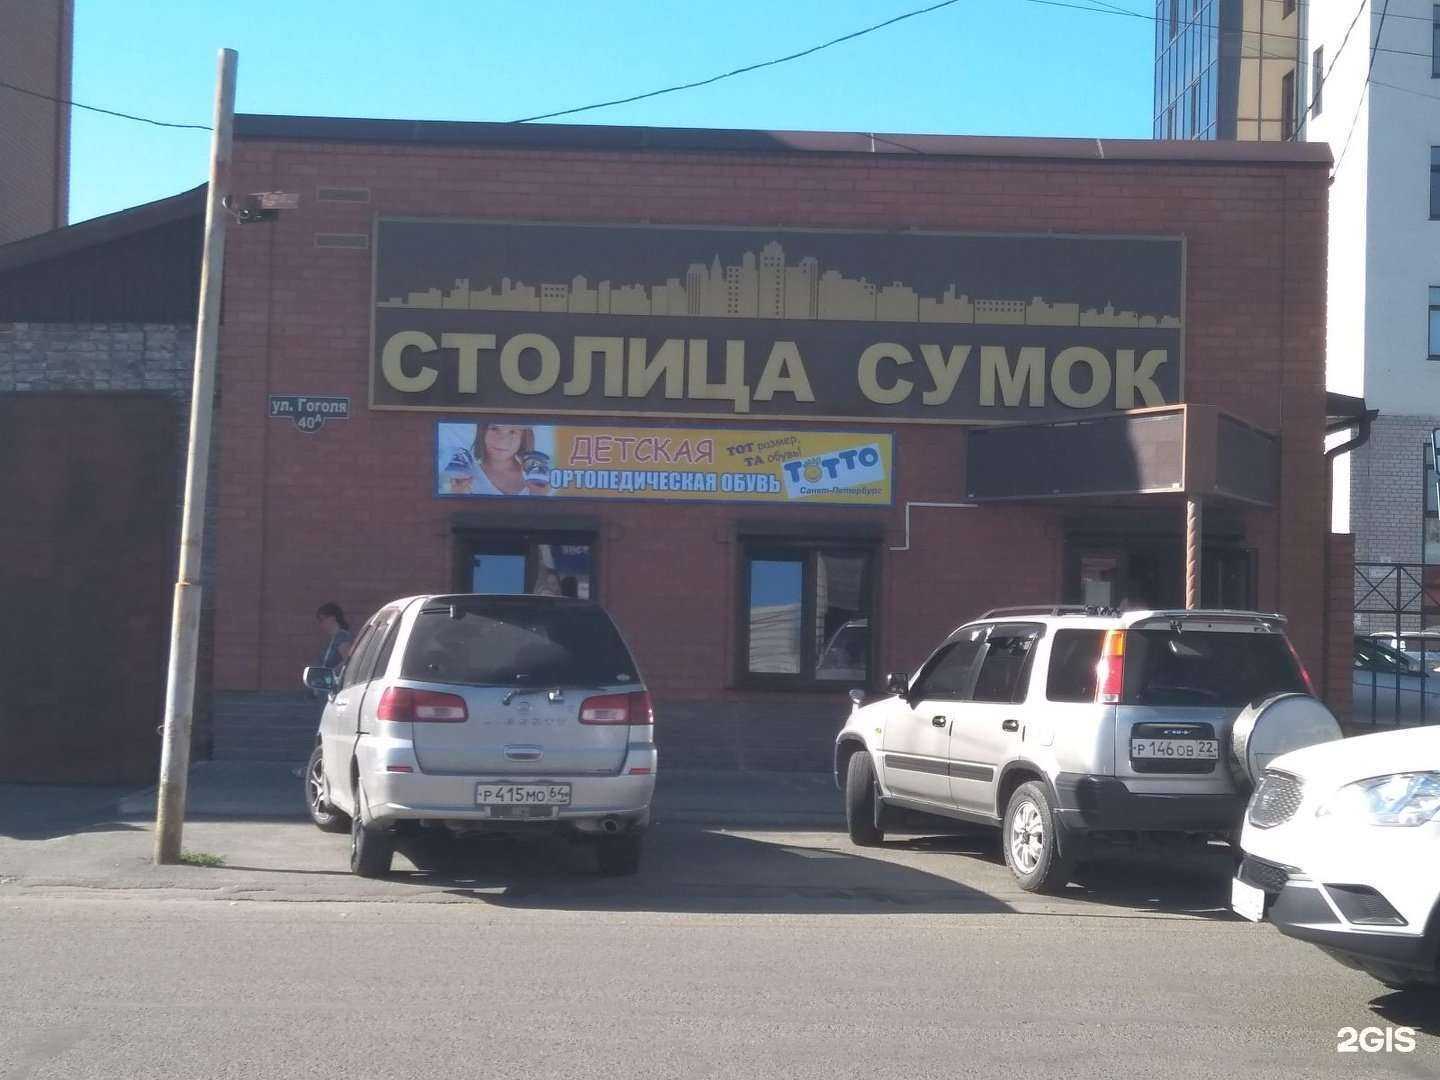 СТОЛИЦА СУМОК
ул. Гоголя
40А
ДЕТСКАЯ
ОРТОПЕДИЧЕСКАЯ ОБУВЬ
ТОТ размер,
ТА обувь!
ТОТТО
Санкт-Петербург
Р 415 МО 64
Р 146 ОВ 22
2GIS